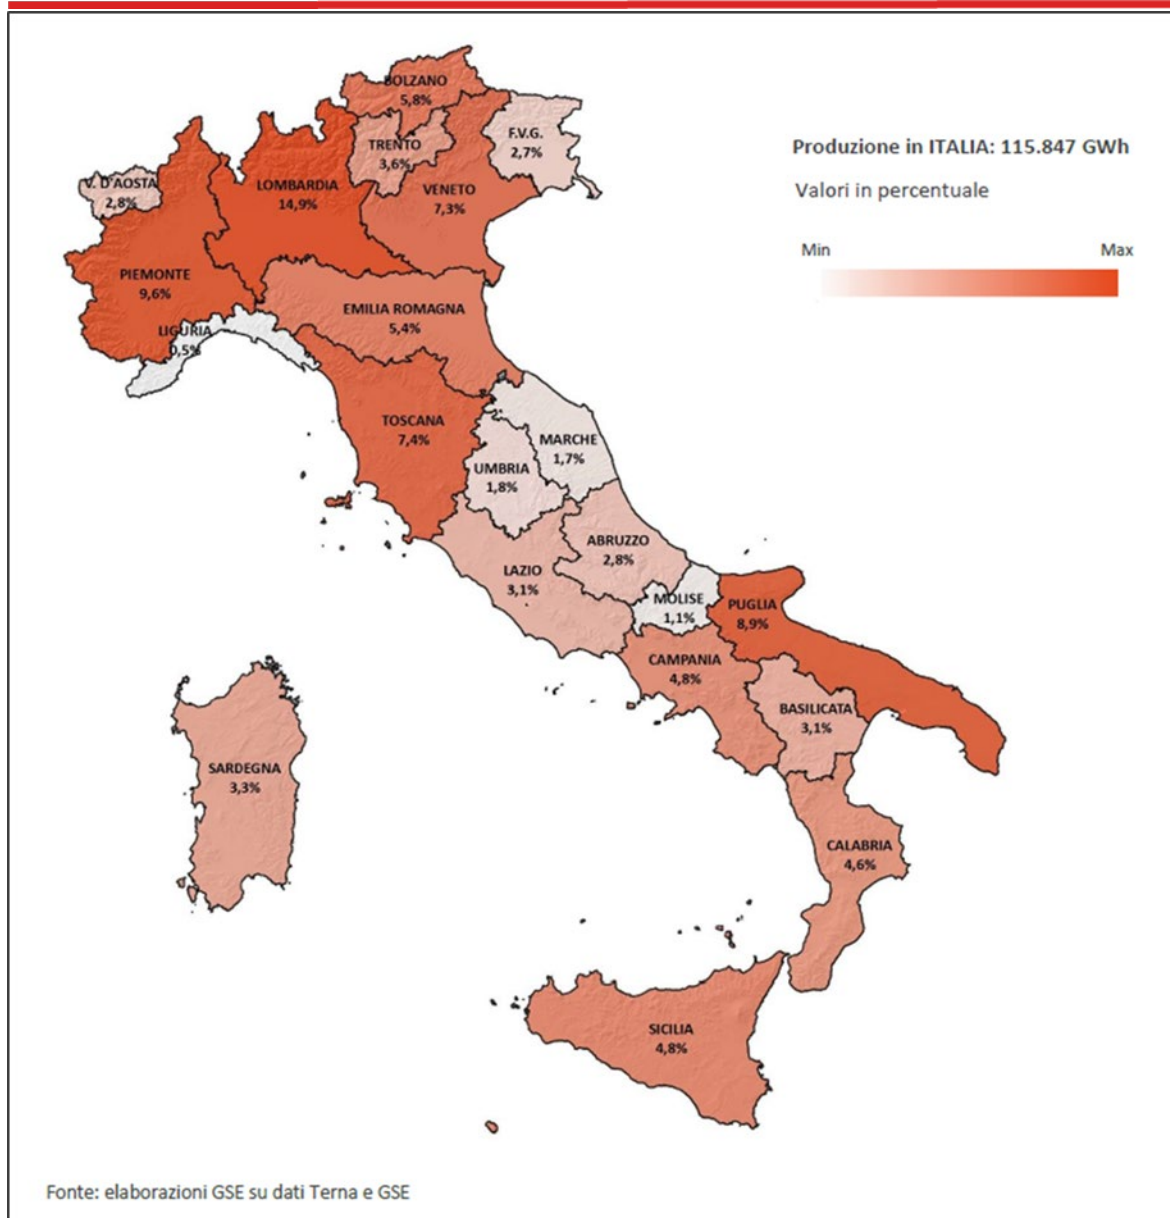 BOLZANO
5,8%
F.V.G.
2,7%
TRENTO
3,6%
Produzione in ITALIA: 115.847 GWh
Valori in percentuale
V. D'AOSTA
2,8%
LOMBARDIA
14,9%
VENETO
7,3%
Min Max
PIEMONTE
9,6%
EMILIA ROMAGNA
5,4%
LIGURIA
0,5%
TOSCANA
7,4%
MARCHE
1,7%
UMBRIA
1,8%
ABRUZZO
2,8%
LAZIO
3,1%
MOLISE
1,1%
PUGLIA
8,9%
CAMPANIA
4,8%
BASILICATA
3,1%
SARDEGNA
3,3%
CALABRIA
4,6%
SICILIA
4,8%
Fonte: elaborazioni GSE su dati Terna e GSE